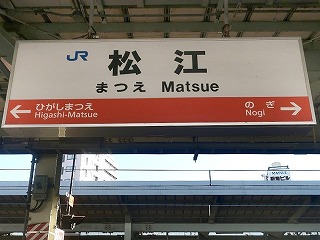 JR 松江
まつえ Matsue
ひがしまつえ
Higashi-Matsue
のぎ
Nogi